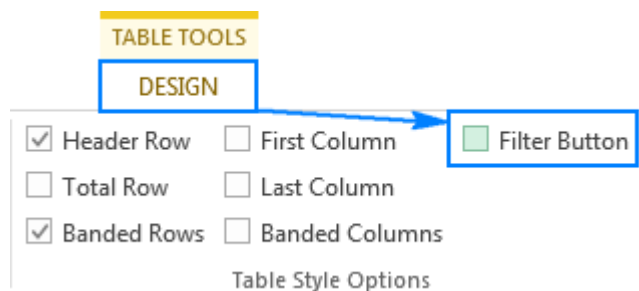 TABLE TOOLS
DESIGN
Header Row First Column Filter Button
Total Row Last Column
Banded Rows Banded Columns
Table Style Options